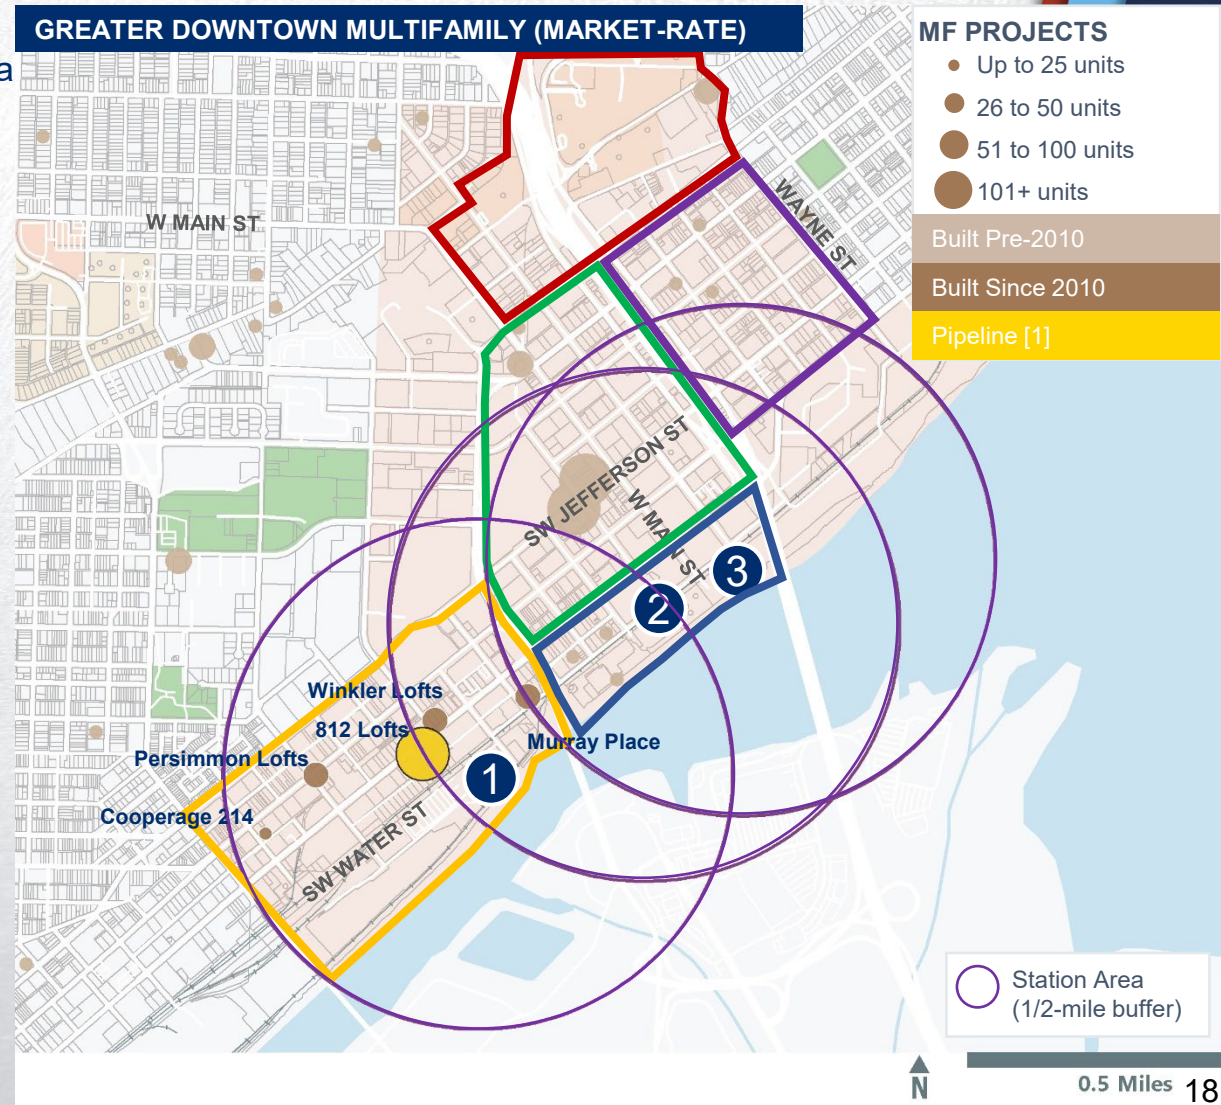 GREATER DOWNTOWN MULTIFAMILY (MARKET-RATE)
a
MF PROJECTS
Up to 25 units
26 to 50 units
51 to 100 units
101+ units
Built Pre-2010
Built Since 2010
Pipeline [1]
W MAIN ST
WAYNE ST
SW JEFFERSON ST
W MAIN ST
3
2
Winkler Lofts
812 Lofts
Murray Place
Persimmon Lofts
1
Cooperage 214
SW WATER ST
Station Area
(1/2-mile buffer)
N
0.5 Miles
18